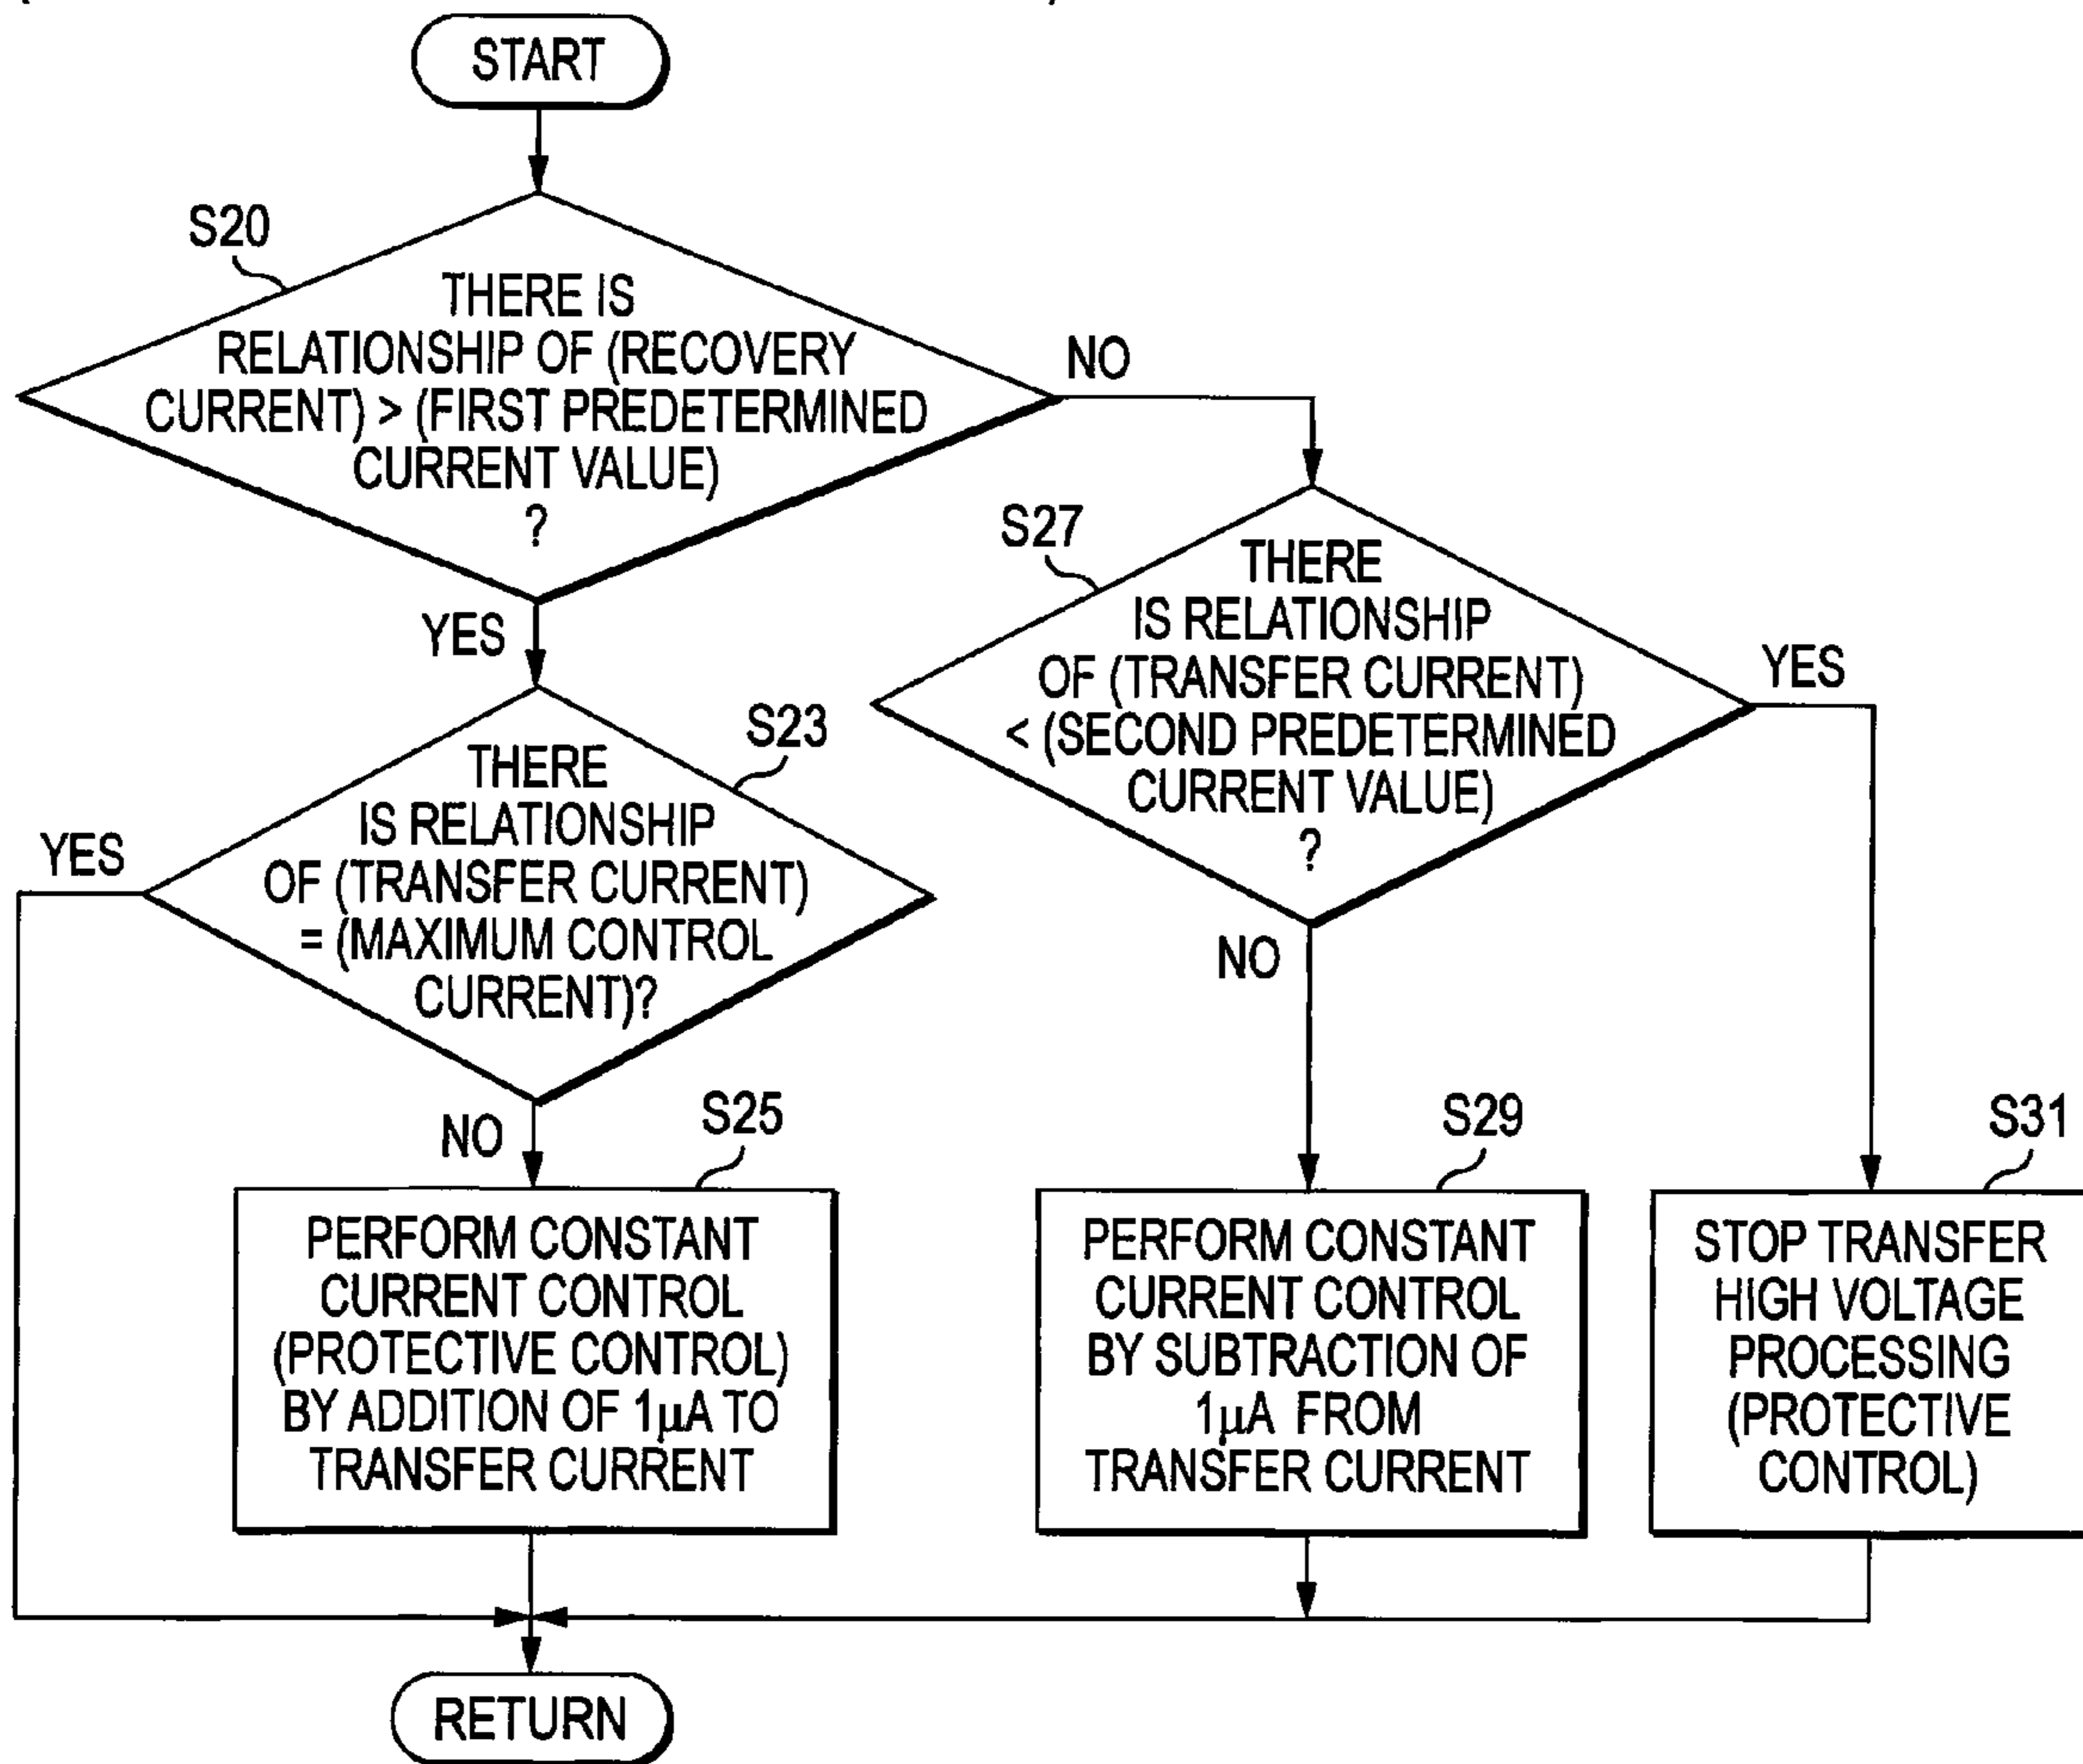 START
S20
THERE IS
RELATIONSHIP OF (RECOVERY
CURRENT) > (FIRST PREDETERMINED
CURRENT VALUE)
?
NO
YES
S27
THERE
IS RELATIONSHIP
OF (TRANSFER CURRENT)
< (SECOND PREDETERMINED
CURRENT VALUE)
?
YES
NO
S23
THERE
IS RELATIONSHIP
OF (TRANSFER CURRENT)
= (MAXIMUM CONTROL
CURRENT)?
YES
NO
S25
PERFORM CONSTANT
CURRENT CONTROL
(PROTECTIVE CONTROL)
BY ADDITION OF 1μA TO
TRANSFER CURRENT
S29
PERFORM CONSTANT
CURRENT CONTROL
BY SUBTRACTION OF
1μA FROM
TRANSFER CURRENT
S31
STOP TRANSFER
HIGH VOLTAGE
PROCESSING
(PROTECTIVE
CONTROL)
RETURN